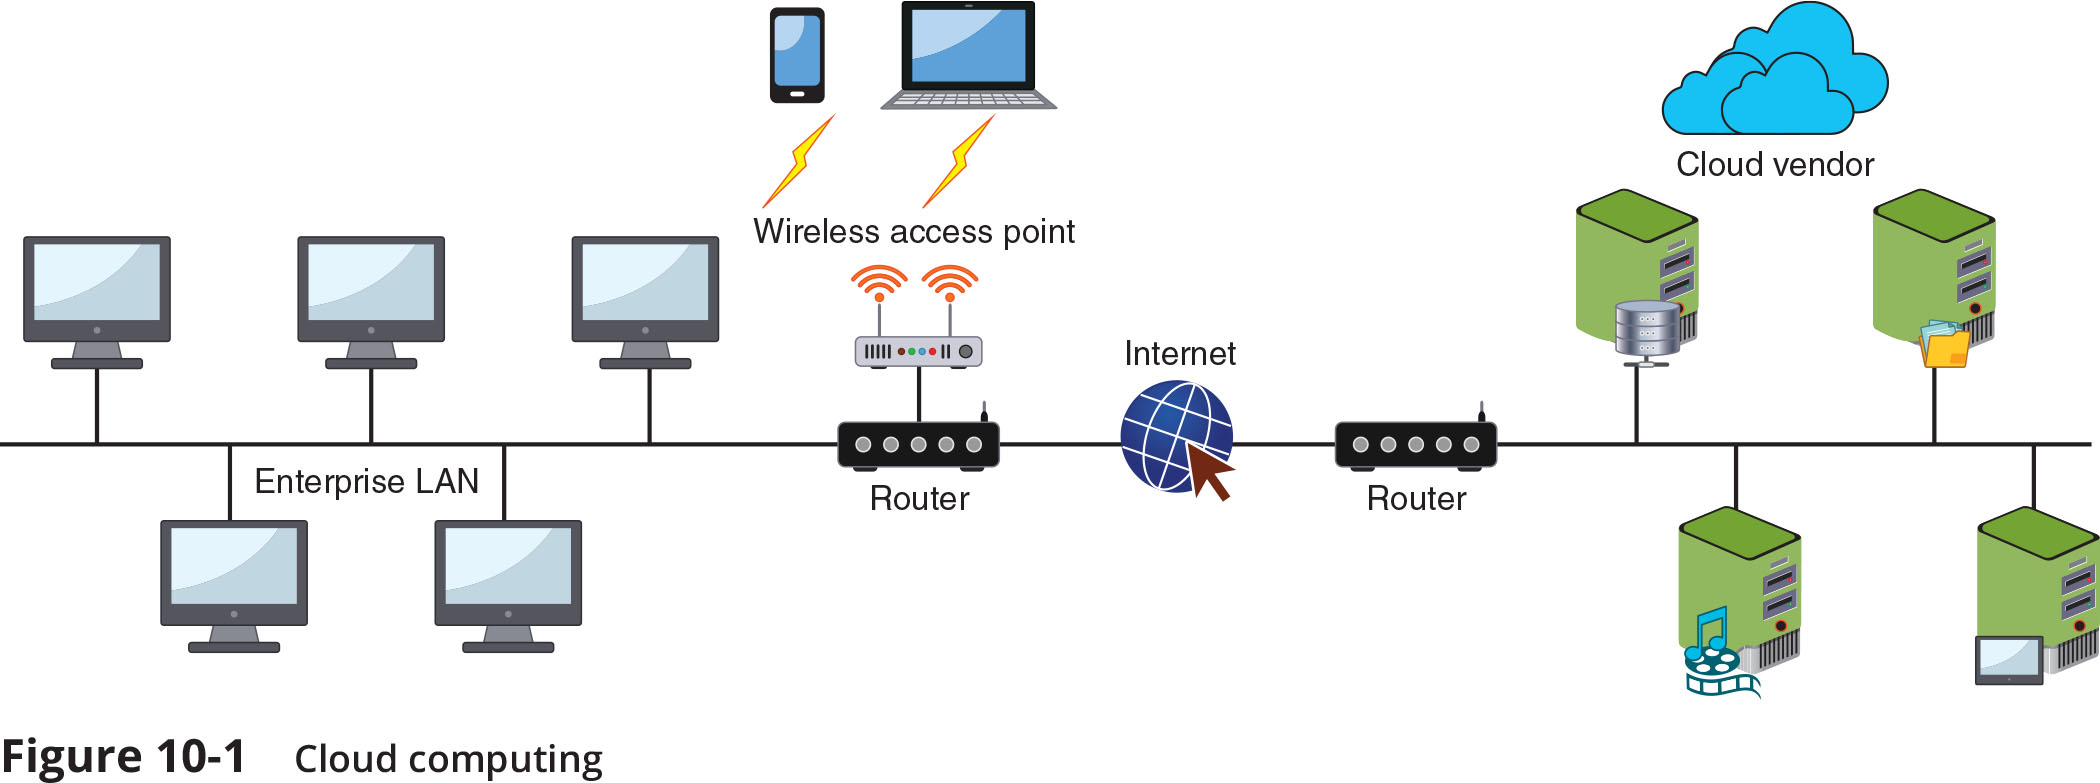 Cloud vendor
Wireless access point
Internet
Enterprise LAN
Router
Router
Figure 10-1 Cloud computing